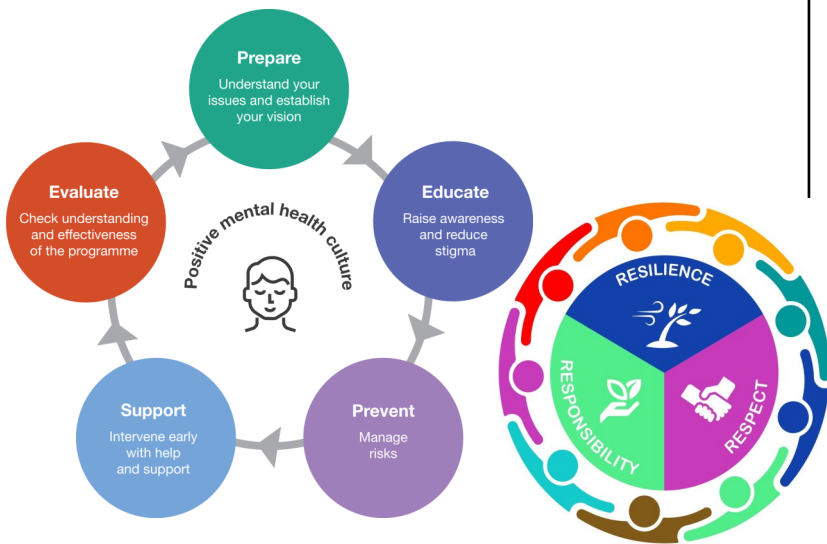 Prepare
Understand your
issues and establish
your vision
Educate
Raise awareness
and reduce
stigma
Prevent
Manage
risks
Support
Intervene early
with help
and support
Evaluate
Check understanding
and effectiveness
of the programme
Positive mental health culture
RESILIENCE
RESPECT
RESPONSIBILITY